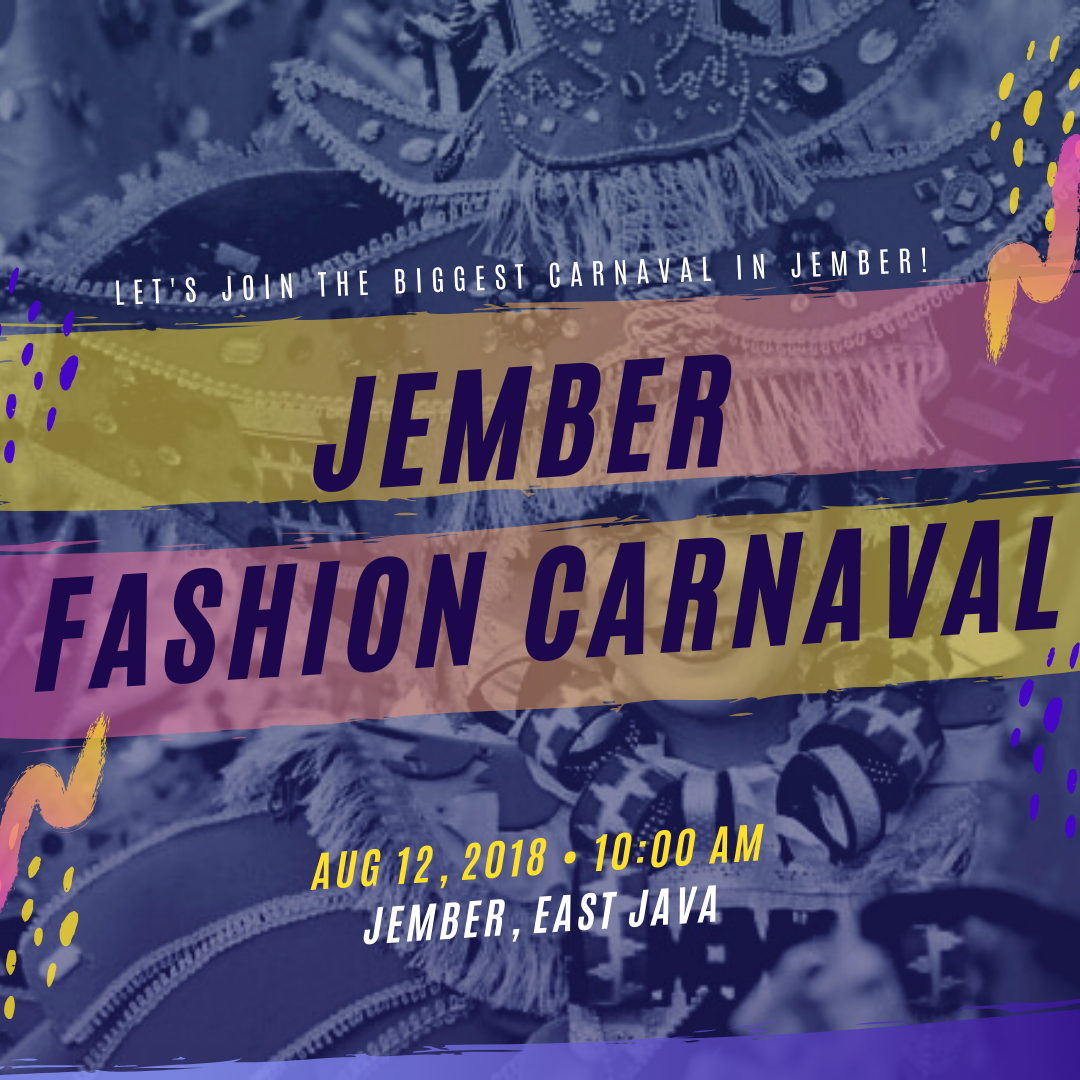 LET'S JOIN THE BIGGEST CARNAVAL IN JEMBER!
JEMBER
FASHION CARNAVAL
AUG 12, 2018 • 10:00 AM
JEMBER, EAST JAVA